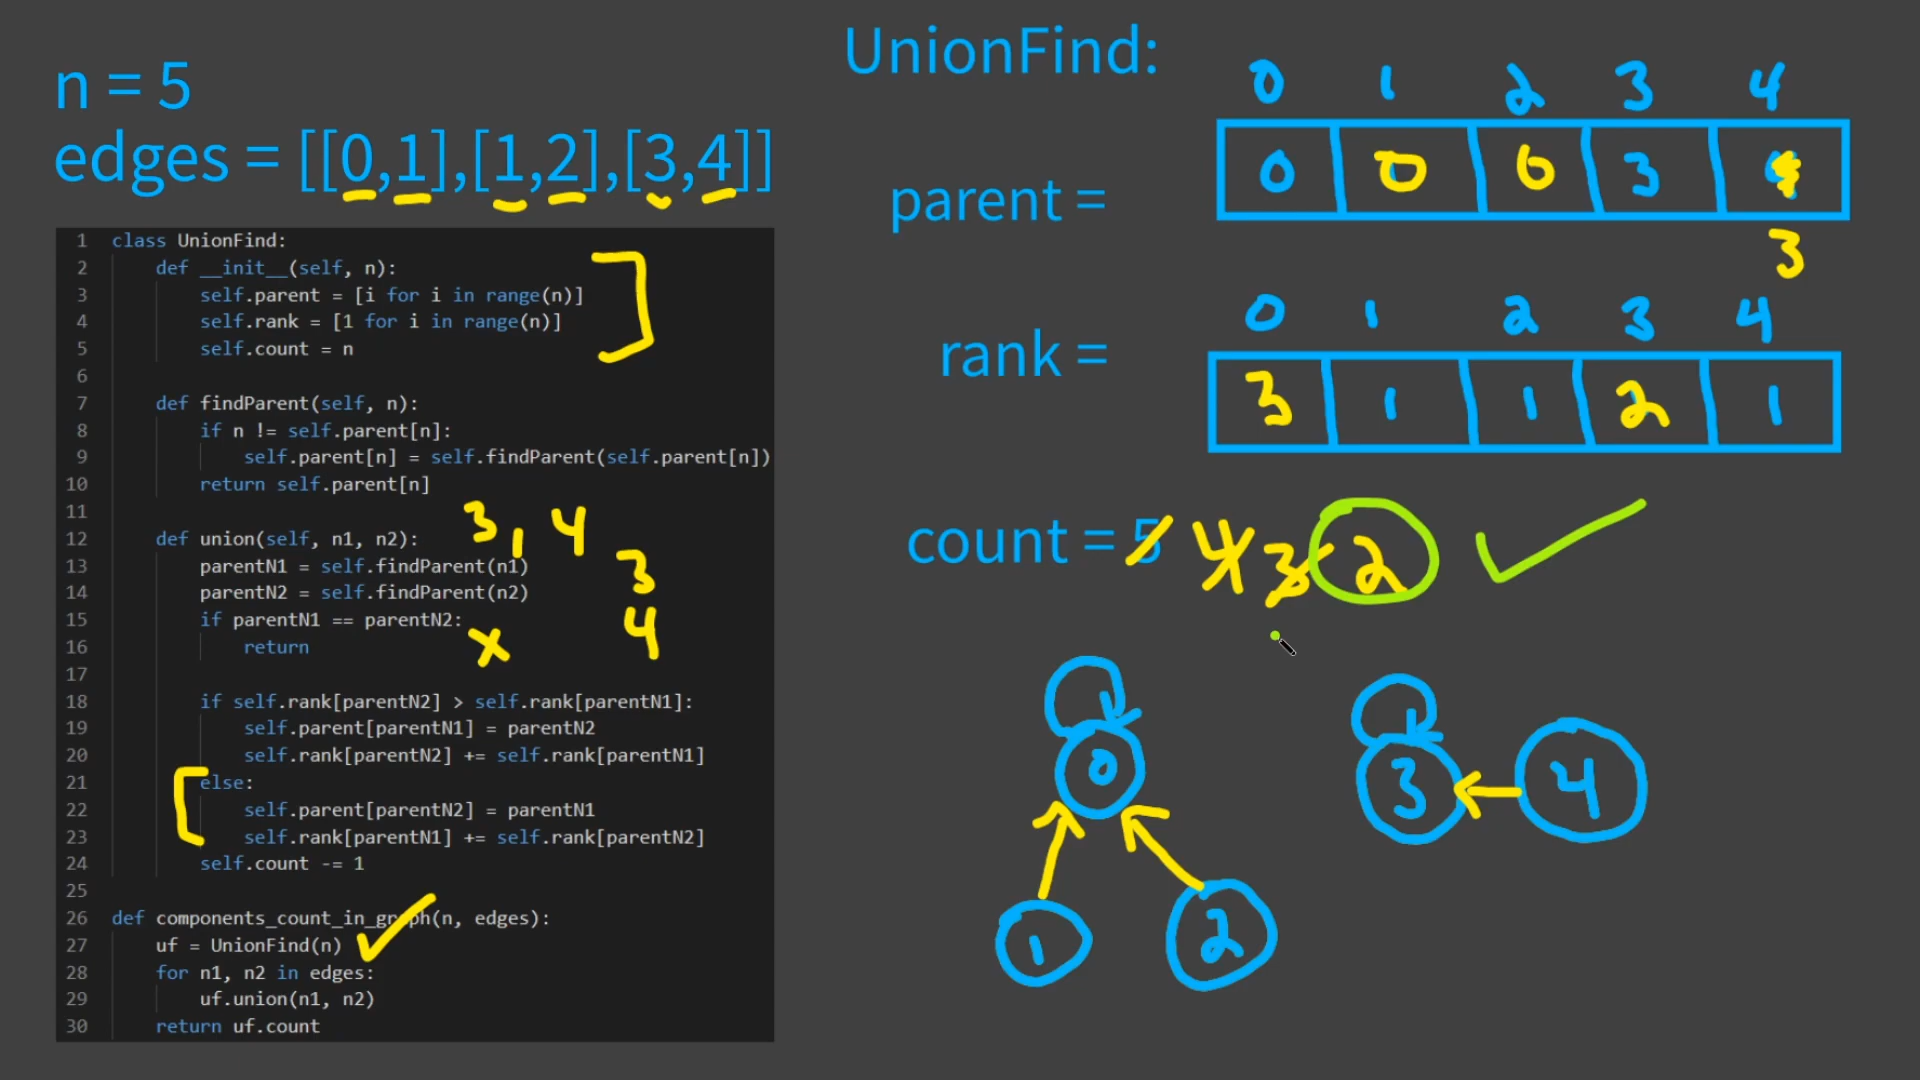 n = 5
edges = [[0,1],[1,2],[3,4]]
1 class UnionFind:
2 def __init__(self, n):
3 self.parent = [i for i in range(n)]
4 self.rank = [1 for i in range(n)]
5 self.count = n
6
7 def findParent(self, n):
8 if n != self.parent[n]:
9 self.parent[n] = self.findParent(self.parent[n])
10 return self.parent[n]
11
12 def union(self, n1, n2):
13 parentN1 = self.findParent(n1)
14 parentN2 = self.findParent(n2)
15 if parentN1 == parentN2:
16 return
17
18 if self.rank[parentN2] > self.rank[parentN1]:
19 self.parent[parentN1] = parentN2
20 self.rank[parentN2] += self.rank[parentN1]
21 else:
22 self.parent[parentN2] = parentN1
23 self.rank[parentN1] += self.rank[parentN2]
24 self.count -= 1
25
26 def components_count_in_graph(n, edges):
27 uf = UnionFind(n)
28 for n1, n2 in edges:
29 uf.union(n1, n2)
30 return uf.count
3, 4
3
4
x
UnionFind:
0 1 2 3 4
parent = 0 0 0 3 4
3
0 1 2 3 4
rank = 3 1 1 2 1
count = 5 4 3 2
0 3 4
1 2